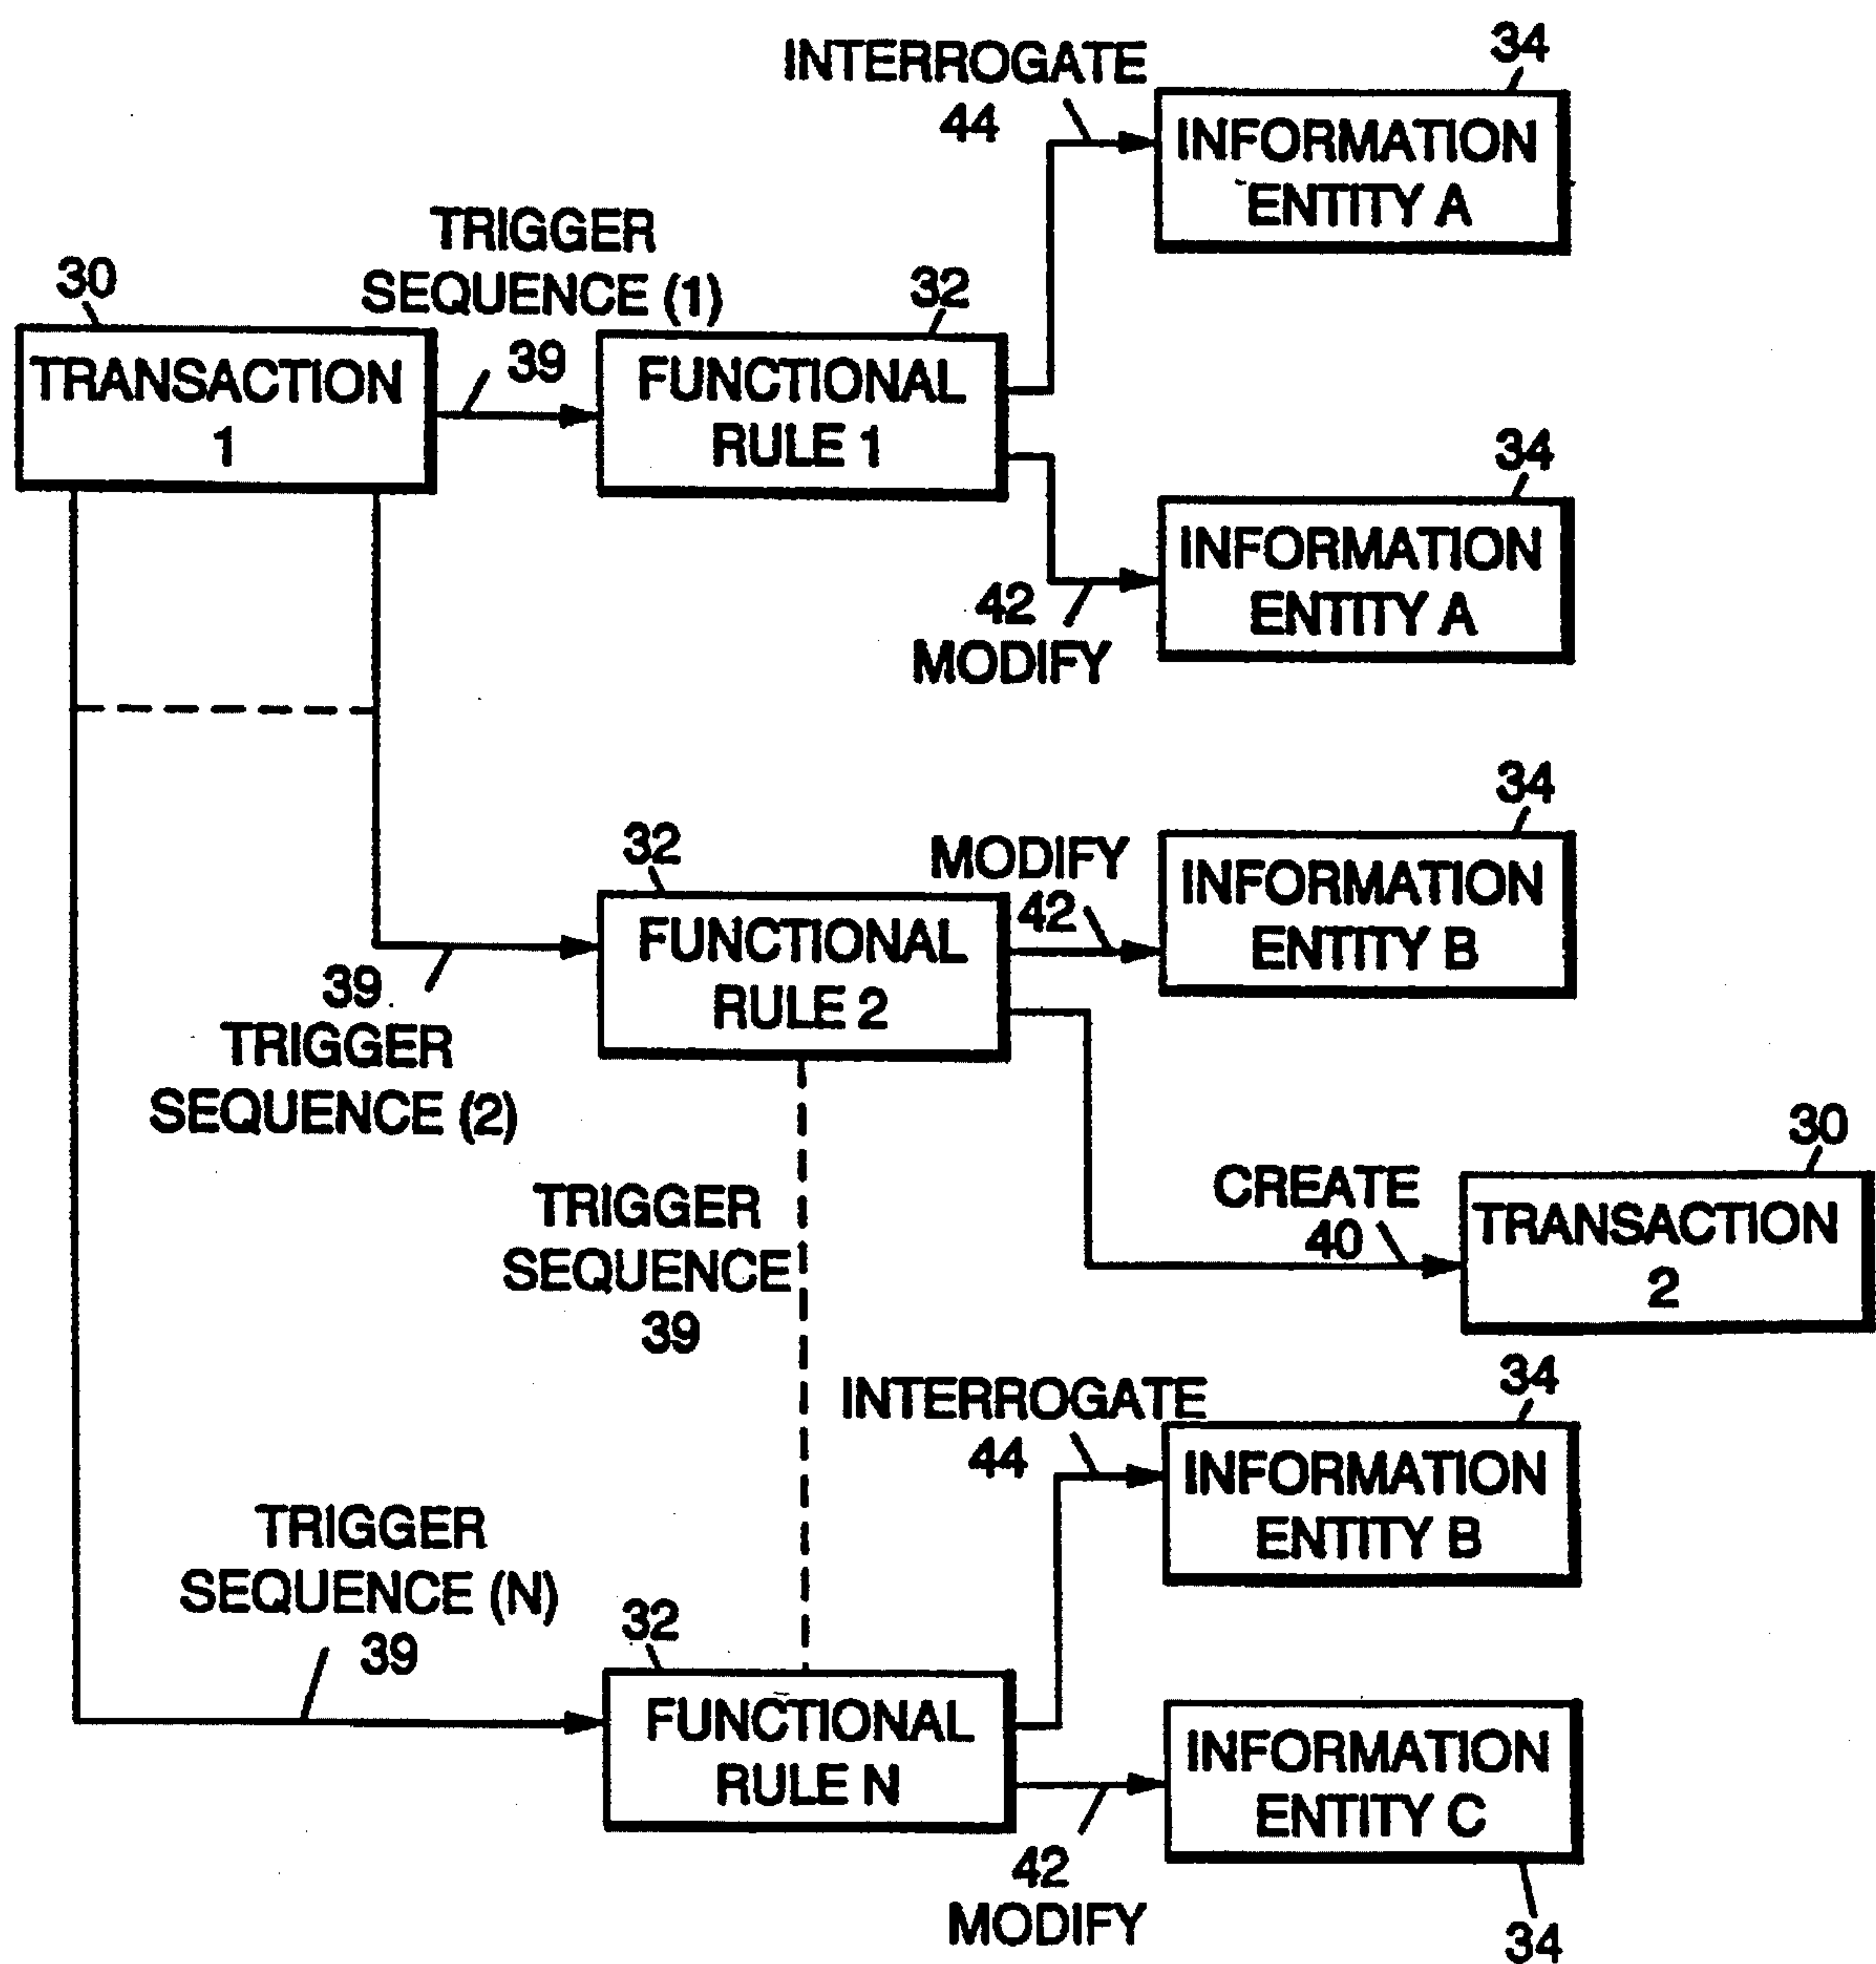 INTERROGATE
44
34
INFORMATION
ENTITY A
TRIGGER
SEQUENCE (1)
39
30
TRANSACTION
1
32
FUNCTIONAL
RULE 1
34
INFORMATION
ENTITY A
42
MODIFY
39
TRIGGER
SEQUENCE (2)
32
FUNCTIONAL
RULE 2
MODIFY
42
34
INFORMATION
ENTITY B
CREATE
40
30
TRANSACTION
2
TRIGGER
SEQUENCE
39
INTERROGATE
44
34
INFORMATION
ENTITY B
TRIGGER
SEQUENCE (N)
39
32
FUNCTIONAL
RULE N
42
MODIFY
INFORMATION
ENTITY C
34